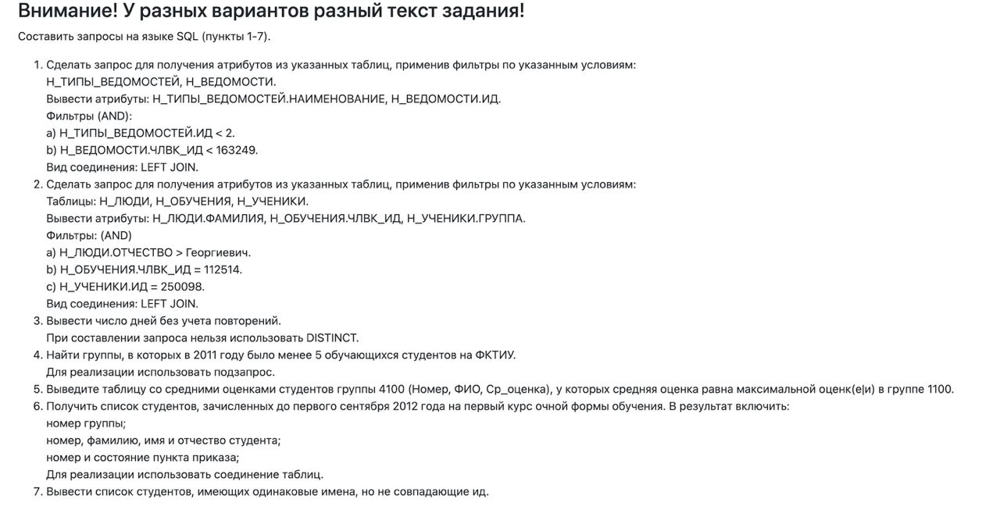 Внимание! У разных вариантов разный текст задания!
Составить запросы на языке SQL (пункты 1-7).
1. Сделать запрос для получения атрибутов из указанных таблиц, применив фильтры по указанным условиям:
Н_ТИПЫ_ВЕДОМОСТЕЙ, Н_ВЕДОМОСТИ.
Вывести атрибуты: Н_ТИПЫ_ВЕДОМОСТЕЙ.НАИМЕНОВАНИЕ, Н_ВЕДОМОСТИ.ИД.
Фильтры (AND):
a) Н_ТИПЫ_ВЕДОМОСТЕЙ.ИД < 2.
b) Н_ВЕДОМОСТИ.ЧЛВК_ИД < 163249.
Вид соединения: LEFT JOIN.
2. Сделать запрос для получения атрибутов из указанных таблиц, применив фильтры по указанным условиям:
Таблицы: Н_ЛЮДИ, Н_ОБУЧЕНИЯ, Н_УЧЕНИКИ.
Вывести атрибуты: Н_ЛЮДИ.ФАМИЛИЯ, Н_ОБУЧЕНИЯ.ЧЛВК_ИД, Н_УЧЕНИКИ.ГРУППА.
Фильтры: (AND)
a) Н_ЛЮДИ.ОТЧЕСТВО > Георгиевич.
b) Н_ОБУЧЕНИЯ.ЧЛВК_ИД = 112514.
c) Н_УЧЕНИКИ.ИД = 250098.
Вид соединения: LEFT JOIN.
3. Вывести число дней без учета повторений.
При составлении запроса нельзя использовать DISTINCT.
4. Найти группы, в которых в 2011 году было менее 5 обучающихся студентов на ФКТИУ.
Для реализации использовать подзапрос.
5. Выведите таблицу со средними оценками студентов группы 4100 (Номер, ФИО, Ср_оценка), у которых средняя оценка равна максимальной оценк(е|и) в группе 1100.
6. Получить список студентов, зачисленных до первого сентября 2012 года на первый курс очной формы обучения. В результат включить:
номер группы;
номер, фамилию, имя и отчество студента;
номер и состояние пункта приказа;
Для реализации использовать соединение таблиц.
7. Вывести список студентов, имеющих одинаковые имена, но не совпадающие ид.